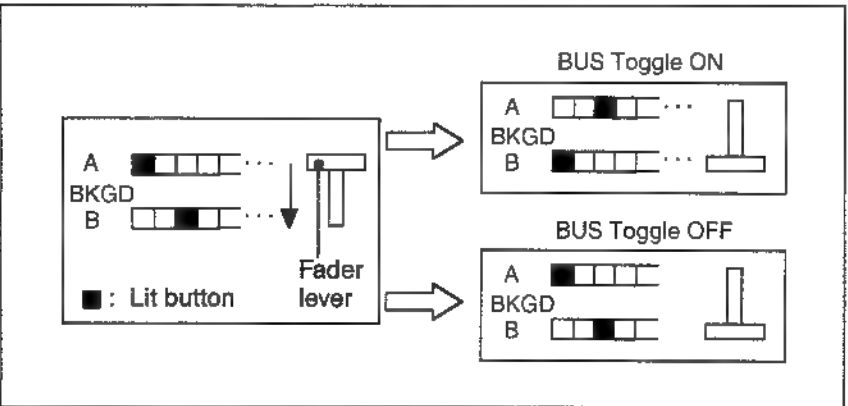 A
BKGD
B
Fader
lever
■ : Lit button
BUS Toggle ON
A
BKGD
B
BUS Toggle OFF
A
BKGD
B